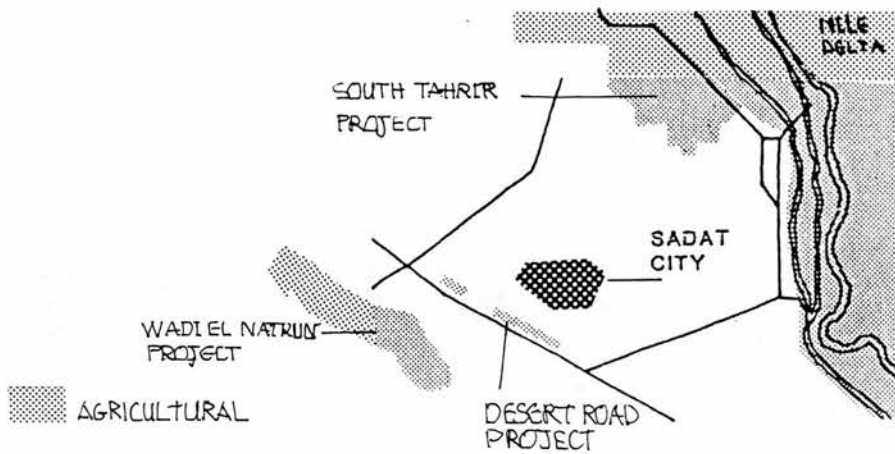 NILE
DELTA
SOUTH TAHRIR
PROJECT
SADAT
CITY
WADI EL NATRUN
PROJECT
DESERT ROAD
PROJECT
AGRICULTURAL